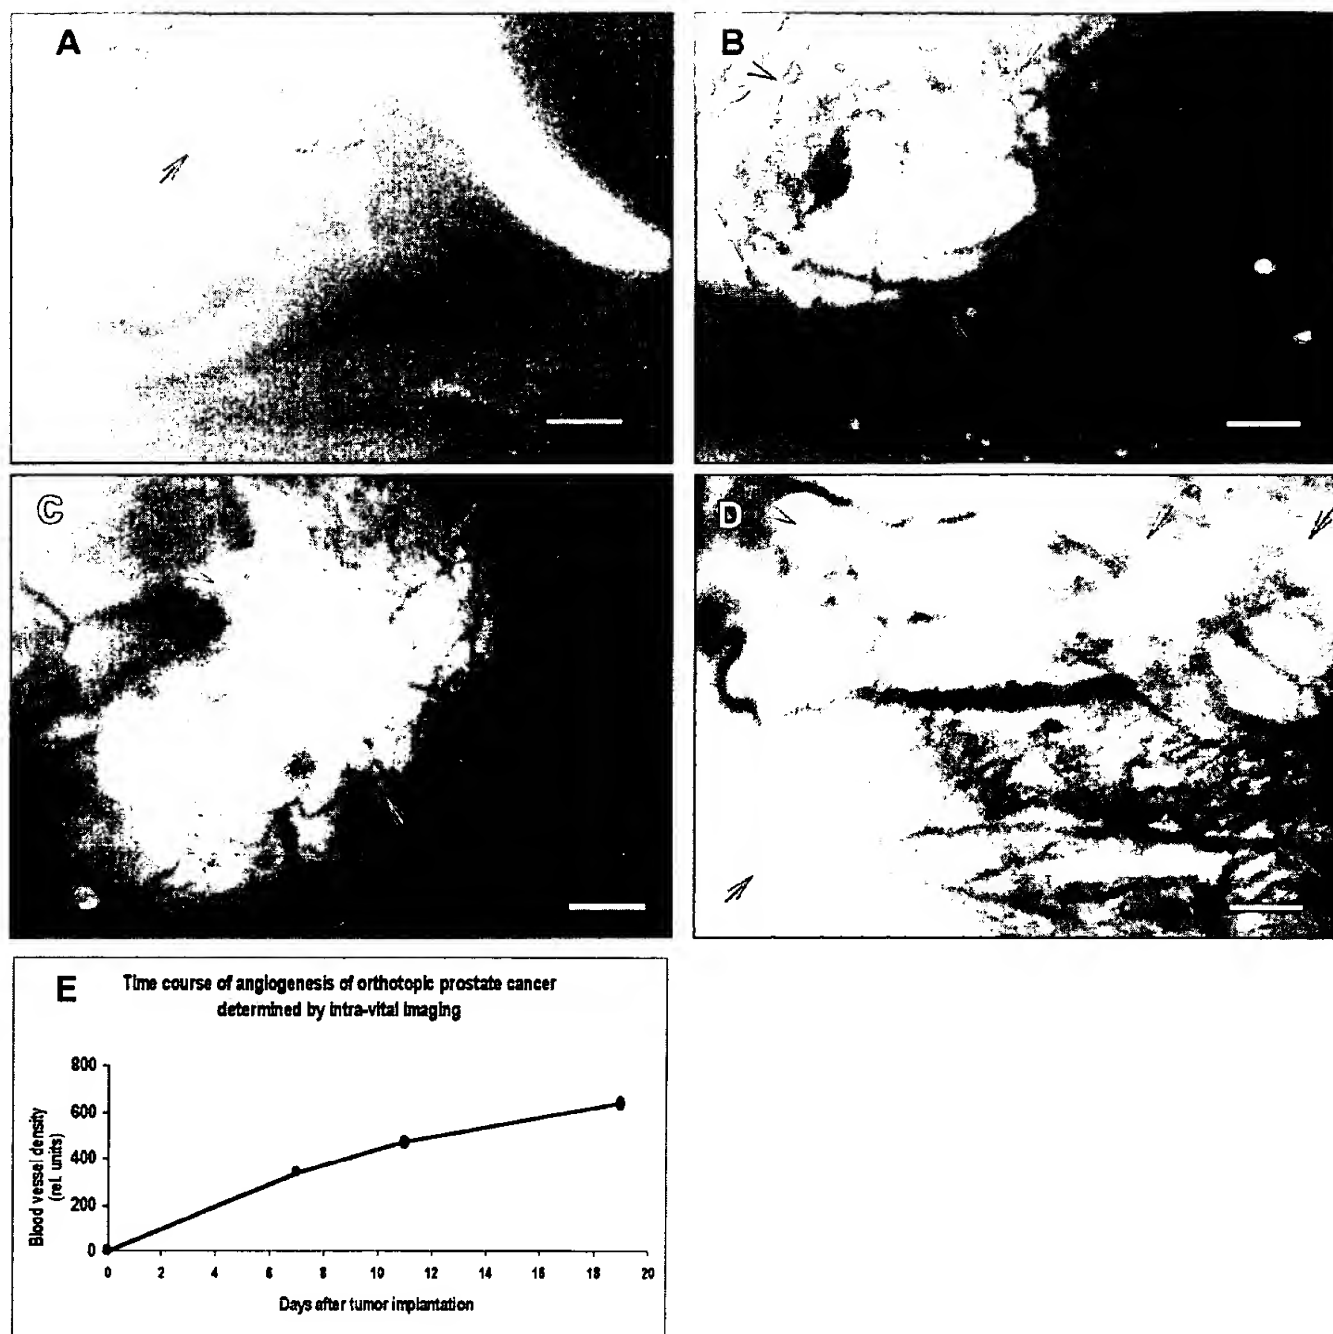 A
B
C
D
E
Time course of angiogenesis of orthotopic prostate cancer
determined by intra-vital imaging
Blood vessel density
(rel. units)
800
600
400
200
0
0 2 4 6 8 10 12 14 16 18 20
Days after tumor implantation